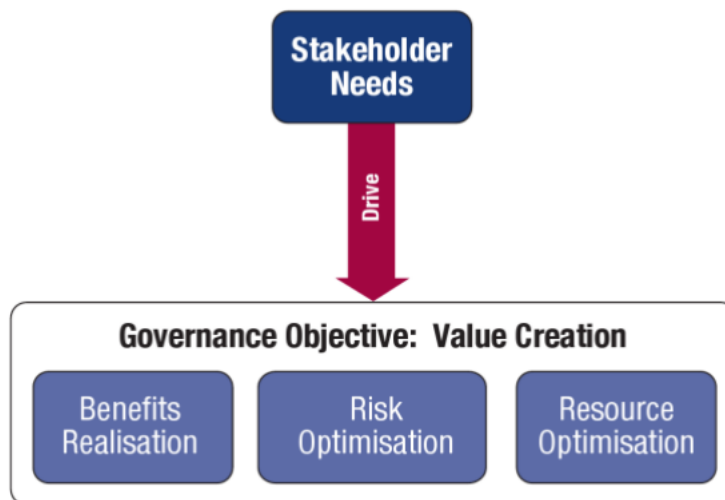 Stakeholder
Needs
Drive
Governance Objective: Value Creation
Benefits
Realisation
Risk
Optimisation
Resource
Optimisation